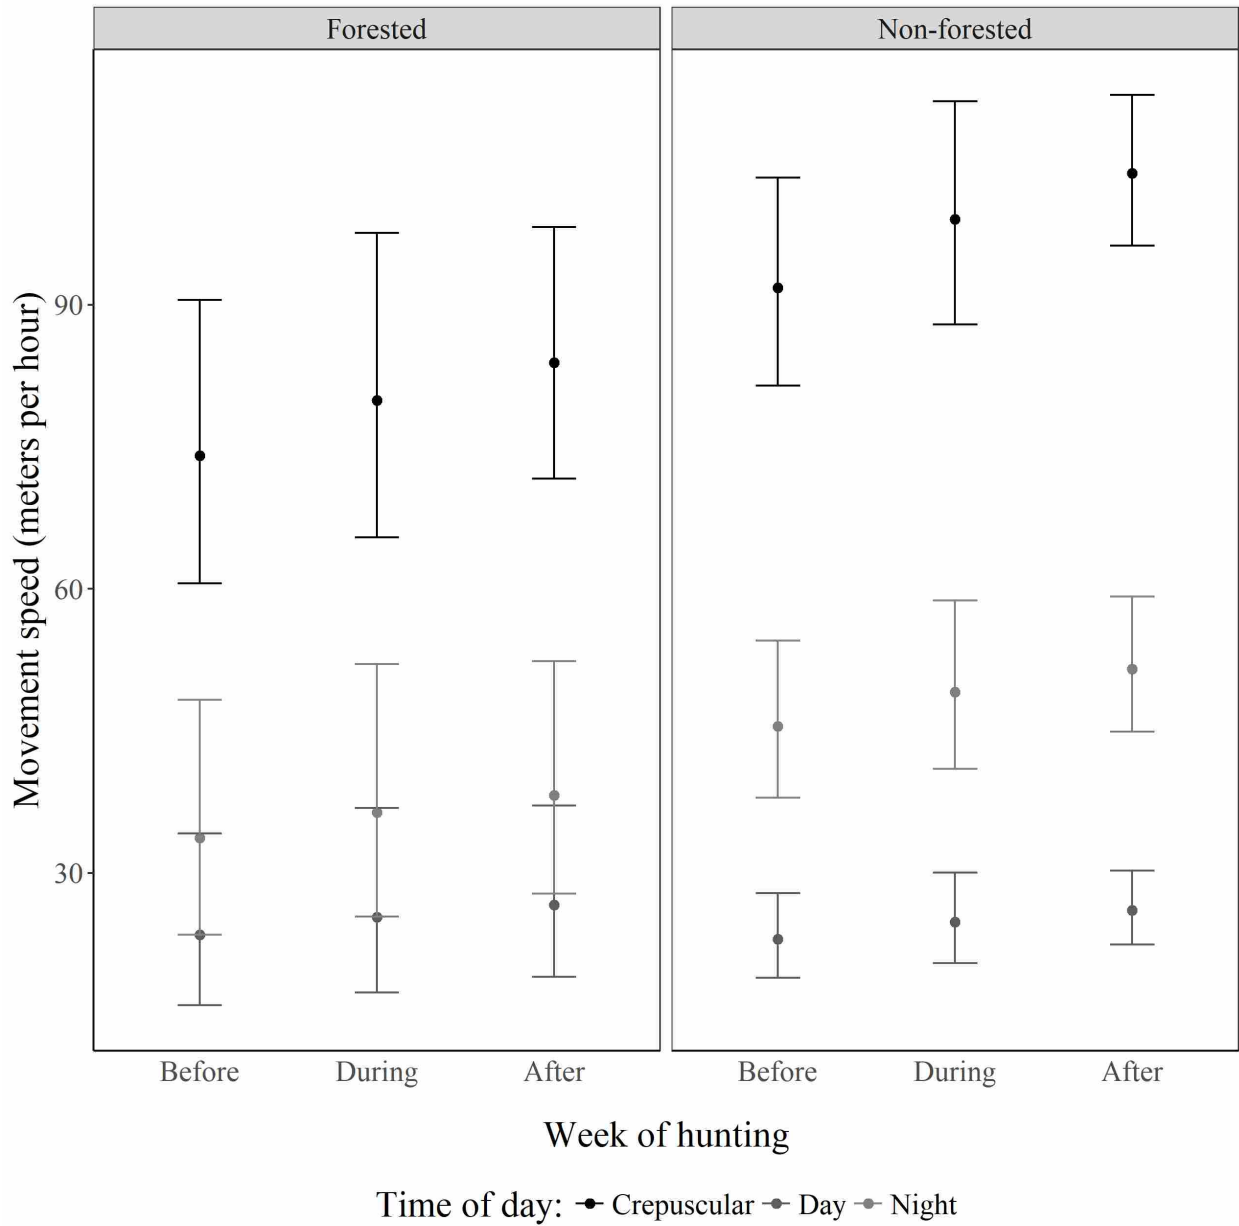 Forested
Non-forested
Movement speed (meters per hour)
90
60
30
Before During After
Before During After
Week of hunting
Time of day: Crepuscular Day Night